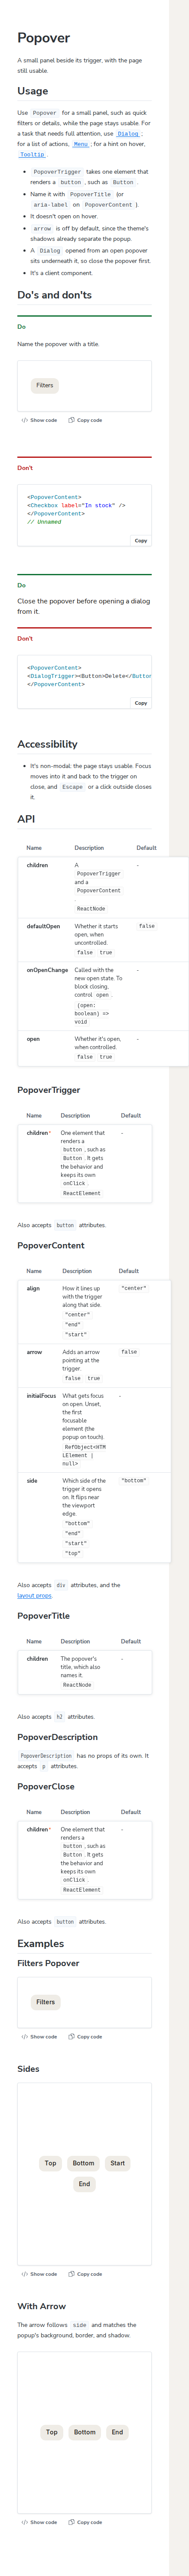 Popover
A small panel beside its trigger, with the page
still usable.
Usage
Use Popover for a small panel, such as quick
filters or details, while the page stays usable. For
a task that needs full attention, use Dialog ;
for a list of actions, Menu ; for a hint on hover,
Tooltip .
PopoverTrigger takes one element that
renders a button , such as Button .
Name it with PopoverTitle (or
aria-label on PopoverContent ).
It doesn't open on hover.
arrow is off by default, since the theme's
shadows already separate the popup.
A Dialog opened from an open popover
sits underneath it, so close the popover first.
It's a client component.
Do's and don'ts
Do
Name the popover with a title.
Filters
</> Show code Copy code
Don't
<PopoverContent>
<Checkbox label="In stock" />
</PopoverContent>
// Unnamed
Copy
Do
Close the popover before opening a dialog
from it.
Don't
<PopoverContent>
<DialogTrigger><Button>Delete</Button
</PopoverContent>
Copy
Accessibility
It's non-modal: the page stays usable. Focus
moves into it and back to the trigger on
close, and Escape or a click outside closes
it.
API
Name Description Default
children A PopoverTrigger and a PopoverContent . ReactNode -
defaultOpen Whether it starts open, when uncontrolled. false true false
onOpenChange Called with the new open state. To block closing, control open . (open: boolean) => void -
open Whether it's open, when controlled. false true -
PopoverTrigger
Name Description Default
children* One element that renders a button , such as Button . It gets the behavior and keeps its own onClick . ReactElement -
Also accepts button attributes.
PopoverContent
Name Description Default
align How it lines up with the trigger along that side. "center" "end" "start" "center"
arrow Adds an arrow pointing at the trigger. false true false
initialFocus What gets focus on open. Unset, the first focusable element (the popup on touch). RefObject<HTMLElement | null> -
side Which side of the trigger it opens on. It flips near the viewport edge. "bottom" "end" "start" "top" "bottom"
Also accepts div attributes, and the
layout props.
PopoverTitle
Name Description Default
children The popover's title, which also names it. ReactNode -
Also accepts h2 attributes.
PopoverDescription
PopoverDescription has no props of its own. It
accepts p attributes.
PopoverClose
Name Description Default
children* One element that renders a button , such as Button . It gets the behavior and keeps its own onClick . ReactElement -
Also accepts button attributes.
Examples
Filters Popover
Filters
</> Show code Copy code
Sides
Top Bottom Start
End
</> Show code Copy code
With Arrow
The arrow follows side and matches the
popup's background, border, and shadow.
Top Bottom End
</> Show code Copy code